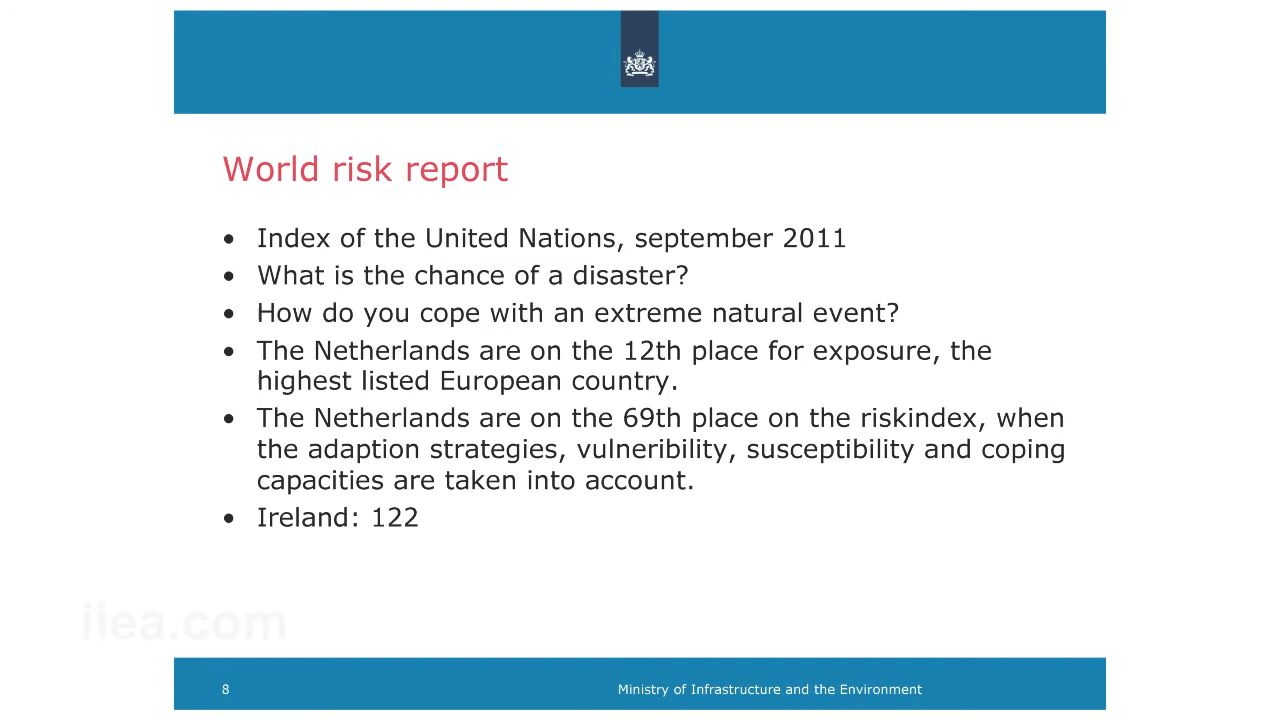 World risk report
• Index of the United Nations, september 2011
• What is the chance of a disaster?
• How do you cope with an extreme natural event?
• The Netherlands are on the 12th place for exposure, the
highest listed European country.
• The Netherlands are on the 69th place on the riskindex, when
the adaption strategies, vulneribility, susceptibility and coping
capacities are taken into account.
• Ireland: 122
iiea.com
8 Ministry of Infrastructure and the Environment